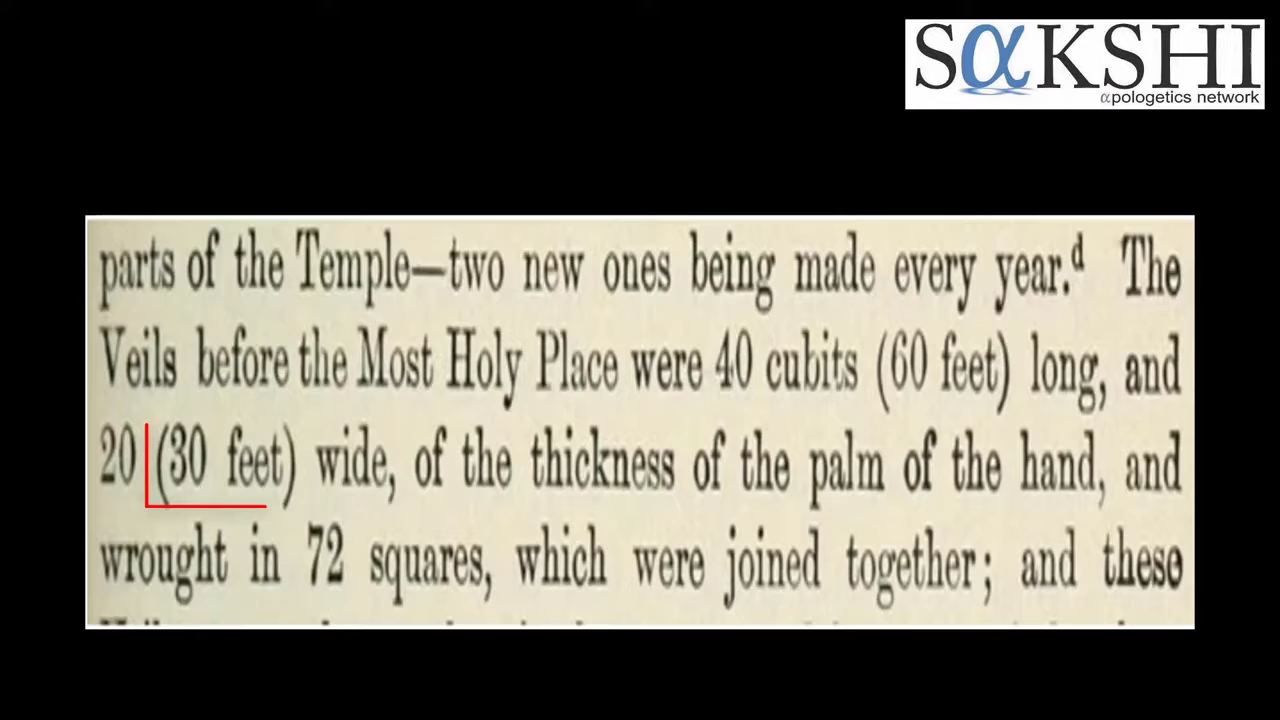 SαKSHI
αpologetics network
parts of the Temple—two new ones being made every year.ᵈ The
Veils before the Most Holy Place were 40 cubits (60 feet) long, and
20 (30 feet) wide, of the thickness of the palm of the hand, and
wrought in 72 squares, which were joined together; and these